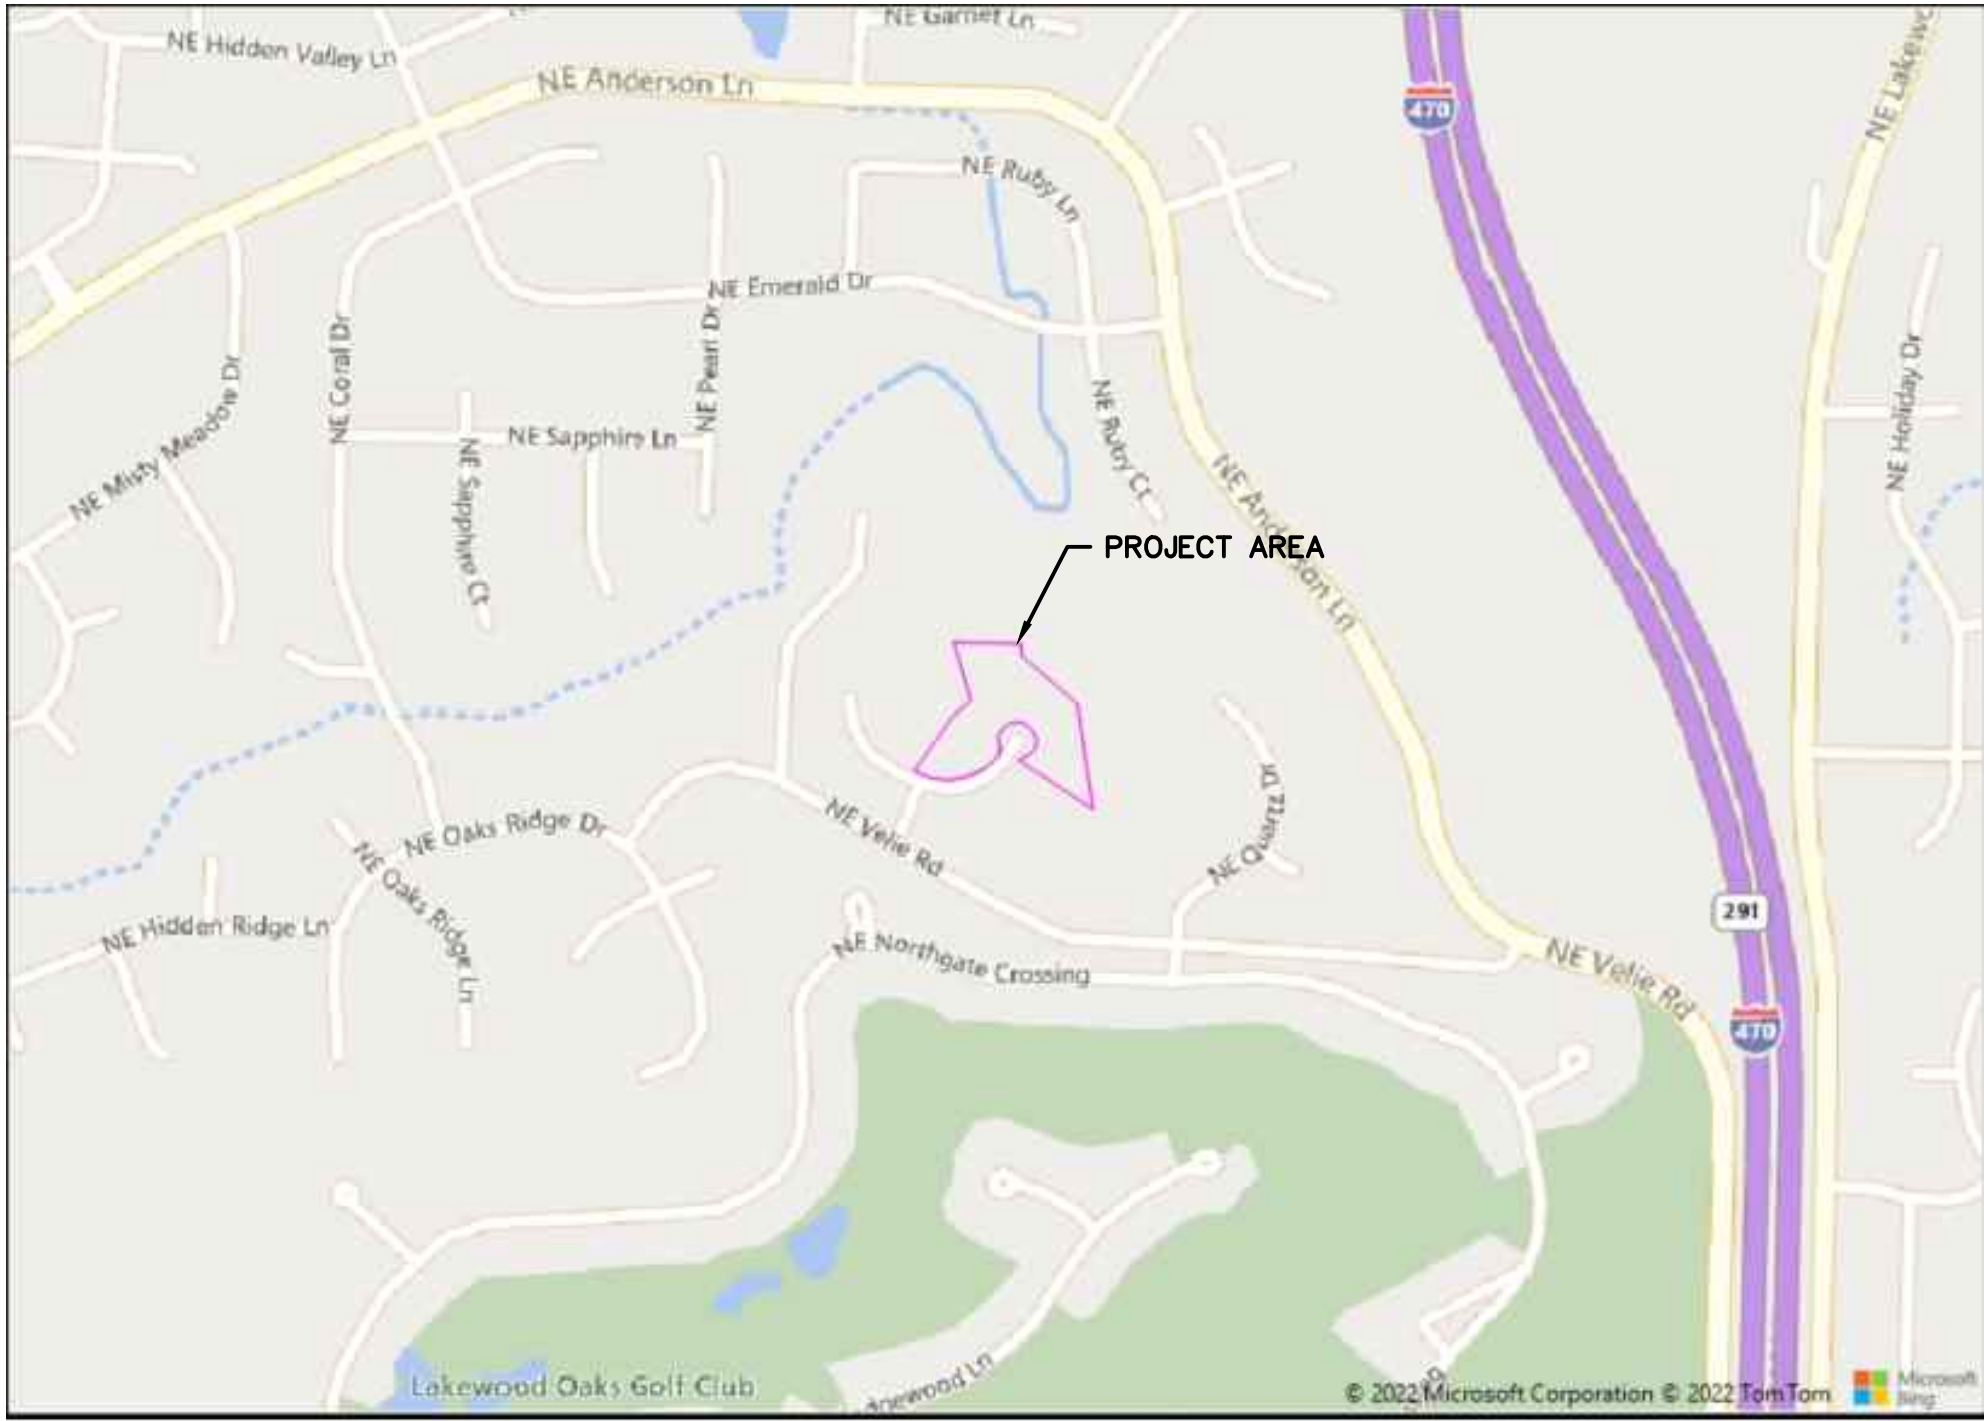 NE Garnet Ln
NE Hidden Valley Ln
NE Anderson Ln
470
NE Ruby Ln
NE Emerald Dr
NE Pearl Dr
NE Coral Dr
NE Misty Meadow Dr
NE Sapphire Ln
NE Sapphire Ct
NE Ruby Ct
NE Holiday Dr
NE Anderson Ln
PROJECT AREA
NE Quartz Dr
NE Velie Rd
NE Oaks Ridge Dr
NE Oaks Ridge Ln
NE Hidden Ridge Ln
291
NE Northgate Crossing
NE Velie Rd
470
Lakewood Oaks Golf Club
© 2022 Microsoft Corporation © 2022 TomTom
Microsoft
Bing